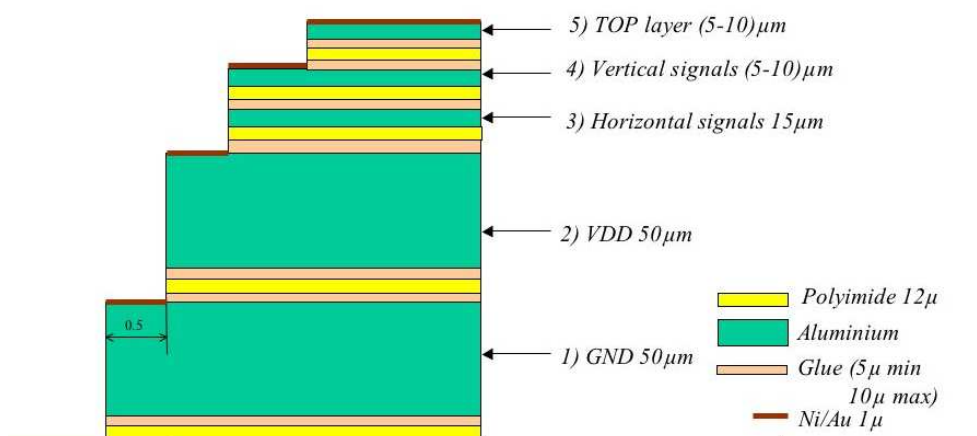 5) TOP layer (5-10)µm
4) Vertical signals (5-10)µm
3) Horizontal signals 15µm
2) VDD 50µm
Polyimide 12µ
0.5
Aluminium
1) GND 50µm
Glue (5µ min
10µ max)
Ni/Au 1µ